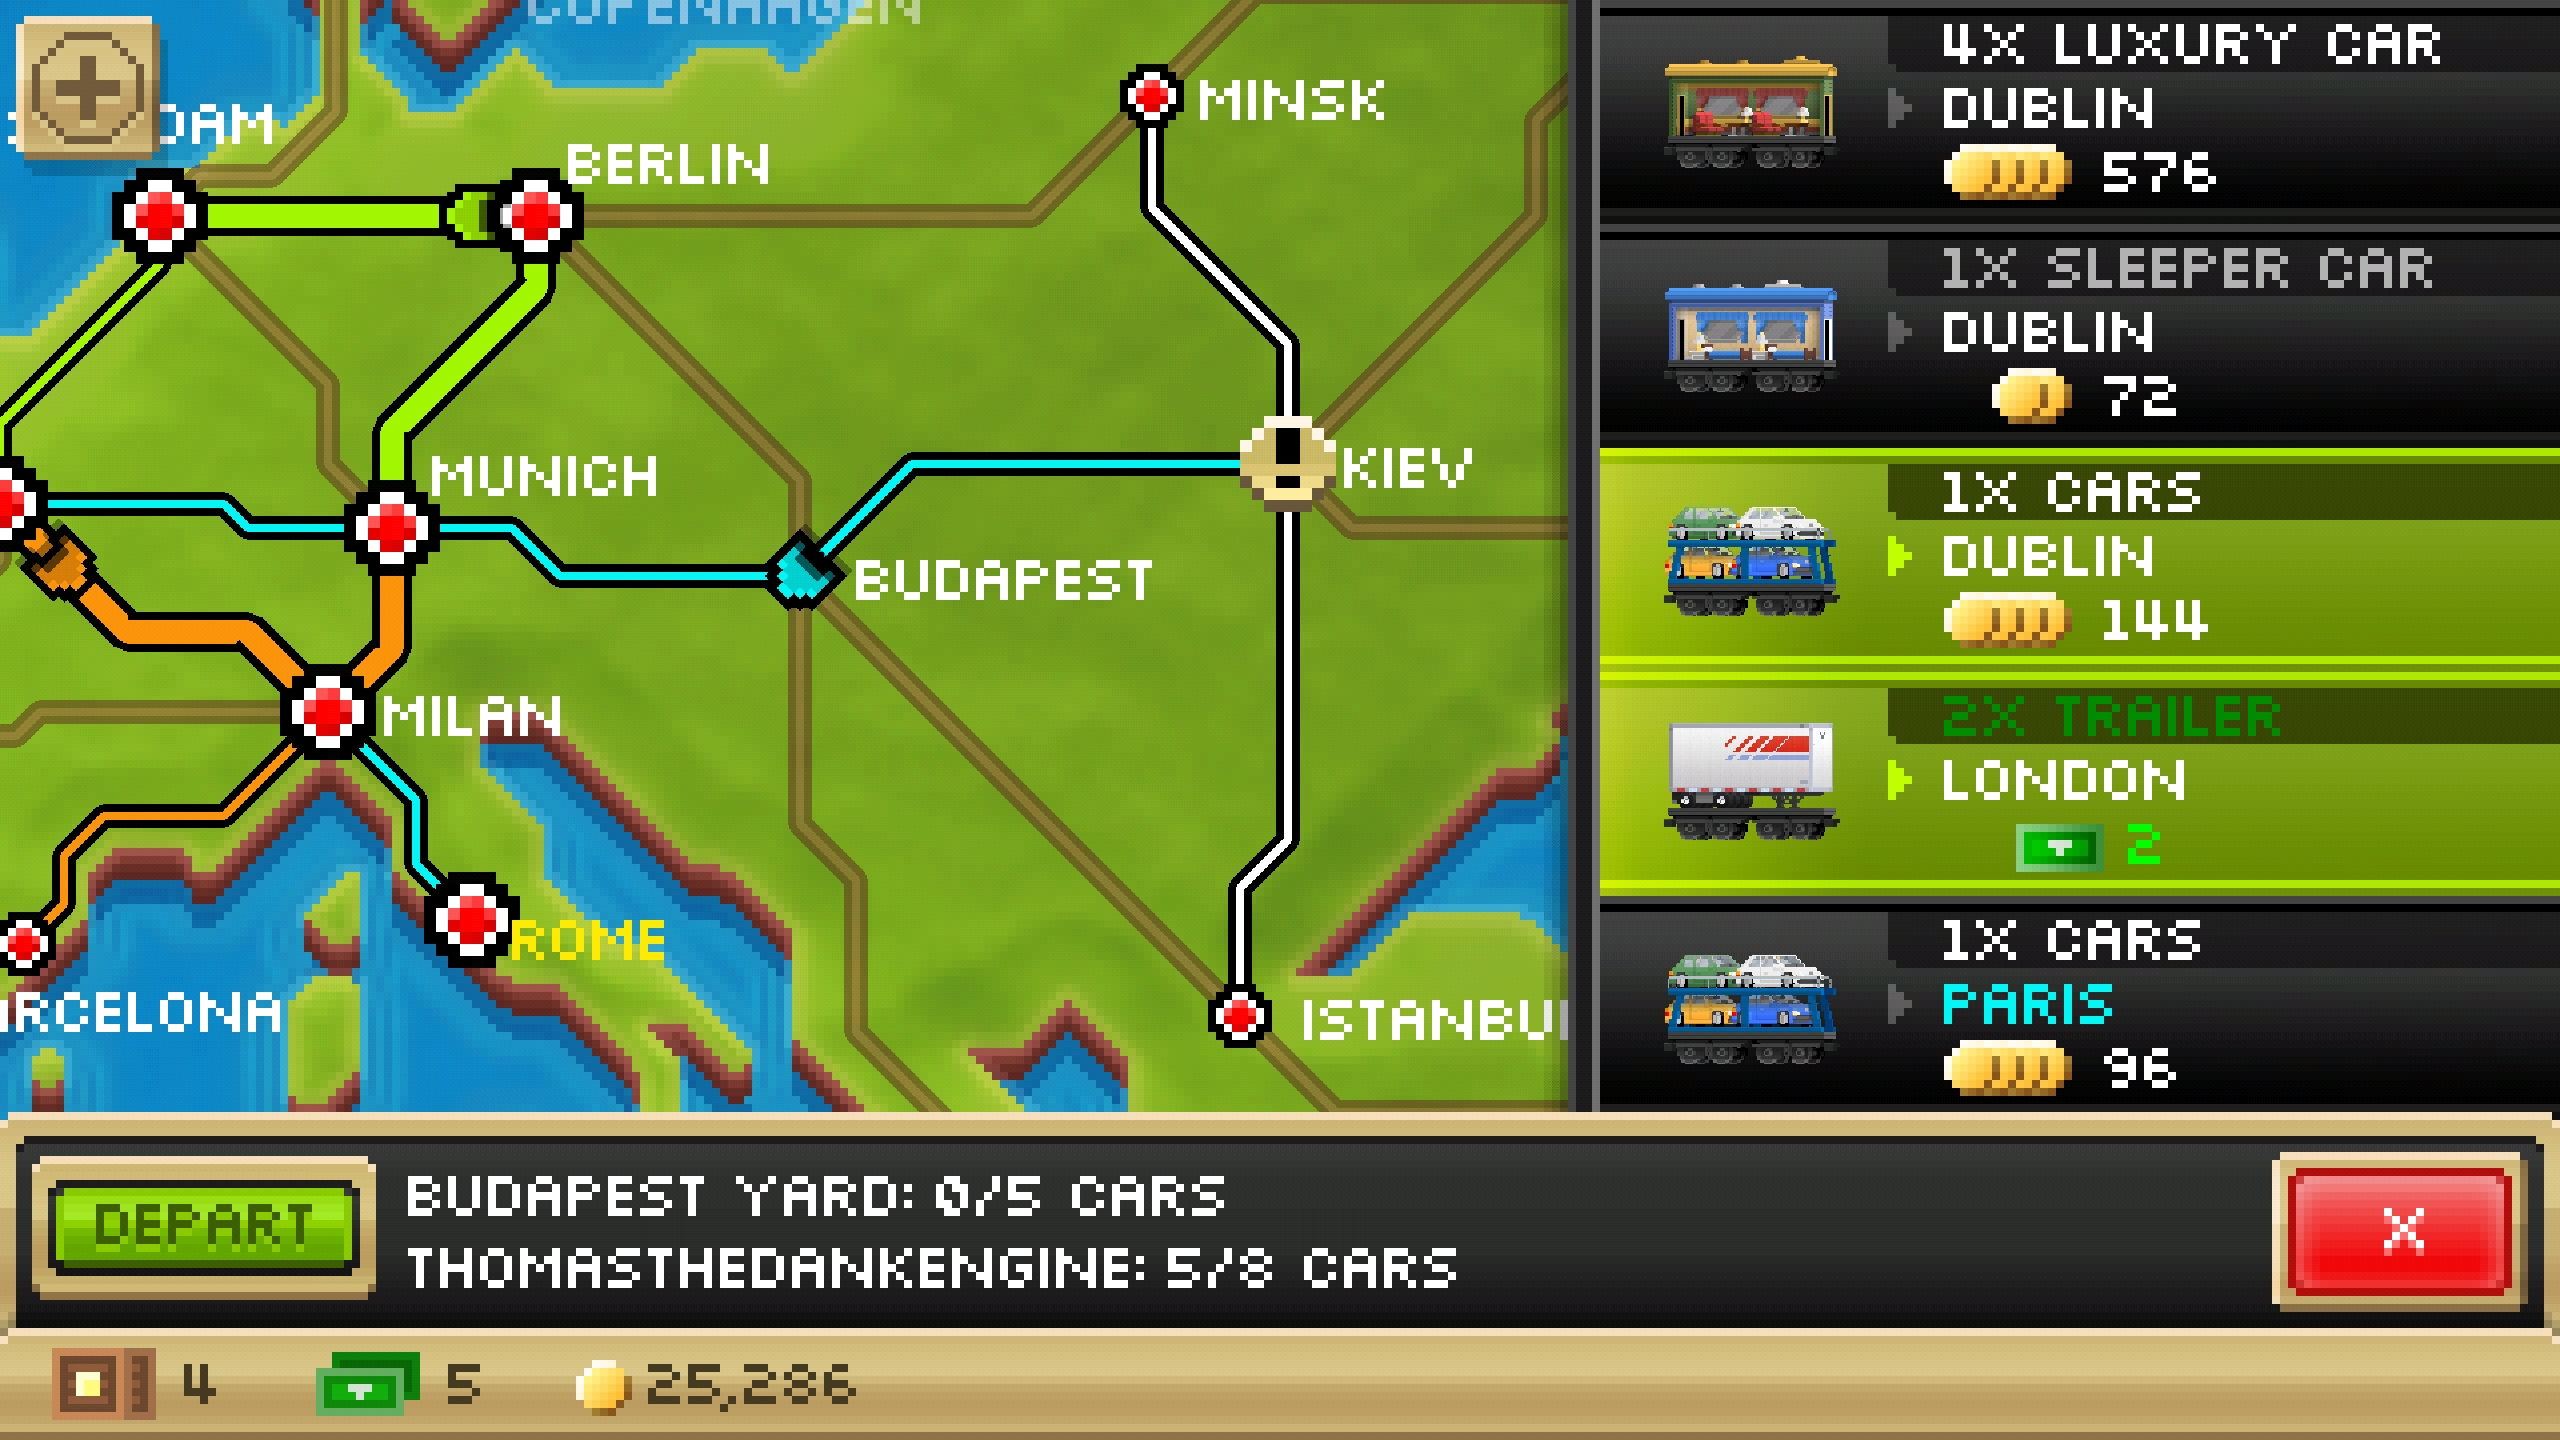 COPENHAGEN
DAM
MINSK
BERLIN
MUNICH
KIEV
BUDAPEST
MILAN
ROME
RCELONA
ISTANBU
4X LUXURY CAR
DUBLIN
576
1X SLEEPER CAR
DUBLIN
72
1X CARS
DUBLIN
144
2X TRAILER
LONDON
2
1X CARS
PARIS
96
DEPART
BUDAPEST YARD: 0/5 CARS
THOMASTHEDANKENGINE: 5/8 CARS
X
4
5
25,286